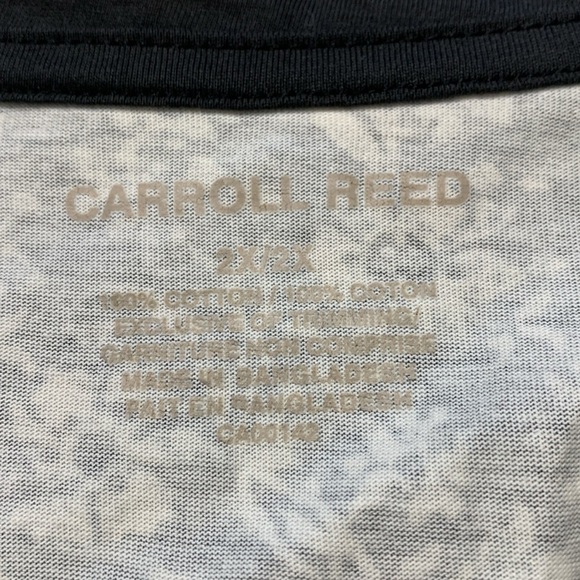 CARROLL REED
2X/2X
100% COTTON / 100% COTON
EXCLUSIVE OF TRIMMING/
GARNITURE NON COMPRISE
MADE IN BANGLADESH/
FAIT EN BANGLADESH
CA00142